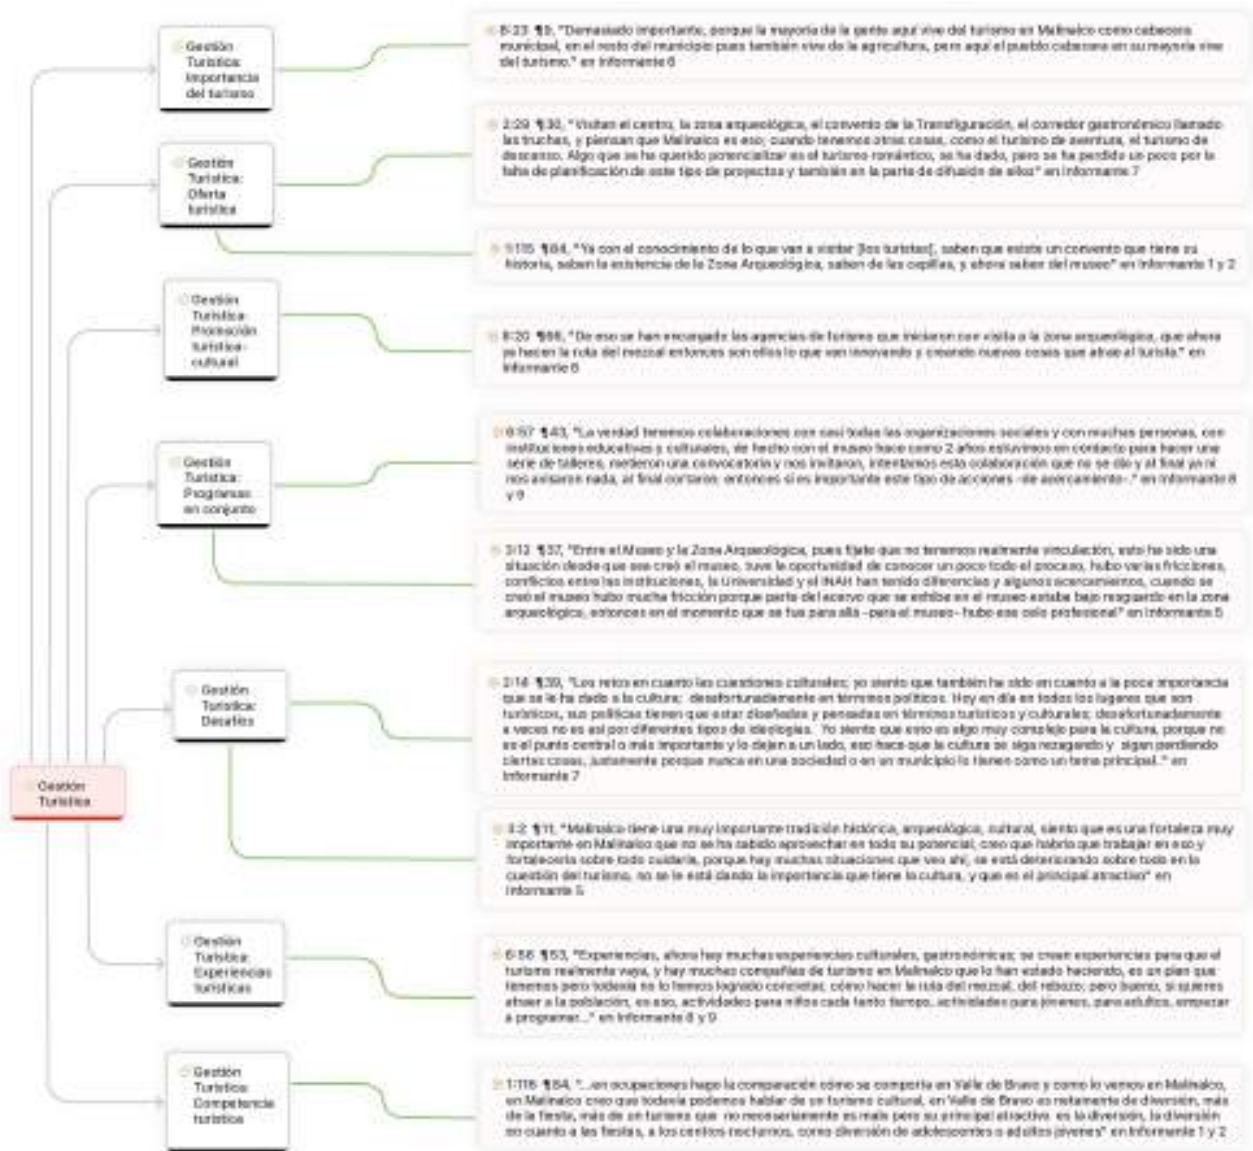 Gestión
Turística:
Importancia
del turismo
8:23 ¶9, "Demasiado importante, porque la mayoría de la gente aquí vive del turismo en Malinalco como cabecera
municipal, en el resto del municipio pues también vive de la agricultura, pero aquí el pueblo cabecera en su mayoría vive
del turismo." en Informante 6
Gestión
Turística:
Oferta
turística
2:29 ¶30, "Visitan el centro, la zona arqueológica, el convento de la Transfiguración, el corredor gastronómico llamado
las truchas, y piensan que Malinalco es eso; cuando tenemos otras cosas, como el turismo de aventura, el turismo de
descanso. Algo que se ha querido potencializar es el turismo romántico, se ha dado, pero se ha perdido un poco por la
falta de planificación de este tipo de proyectos y también en la parte de difusión de ellos" en Informante 7
1:115 ¶84, "Ya con el conocimiento de lo que van a visitar [los turistas], saben que existe un convento que tiene su
historia, saben la existencia de la Zona Arqueológica, saben de las capillas, y ahora saben del museo" en Informante 1 y 2
Gestión
Turística:
Promoción
turística-
cultural
8:20 ¶66, "De eso se han encargado las agencias de turismo que iniciaron con visita a la zona arqueológica, que ahora
ya hacen la ruta del mezcal entonces son ellos lo que van innovando y creando nuevas cosas que atrae al turista." en
Informante 6
Gestión
Turística:
Programas
en conjunto
6:57 ¶43, "La verdad tenemos colaboraciones con casi todas las organizaciones sociales y con muchas personas, con
instituciones educativas y culturales, de hecho con el museo hace como 2 años estuvimos en contacto para hacer una
serie de talleres, metieron una convocatoria y nos invitaron, intentamos esta colaboración que no se dio y al final ya ni
nos avisaron nada, al final cortaron; entonces sí es importante este tipo de acciones -de acercamiento-." en Informante 8
y 9
3:13 ¶37, "Entre el Museo y la Zona Arqueológica, pues fíjate que no tenemos realmente vinculación, esto ha sido una
situación desde que sea creó el museo, tuve la oportunidad de conocer un poco todo el proceso, hubo varias fricciones,
conflictos entre las instituciones, la Universidad y el INAH han tenido diferencias y algunos acercamientos, cuando se
creó el museo hubo mucha fricción porque parte del acervo que se exhibe en el museo estaba bajo resguardo en la zona
arqueológica, entonces en el momento que se fue para allá -para el museo- hubo ese celo profesional" en Informante 5
Gestión
Turística:
Desafíos
2:14 ¶39, "Los retos en cuanto las cuestiones culturales; yo siento que también ha sido en cuanto a la poca importancia
que se le ha dado a la cultura; desafortunadamente en términos políticos. Hoy en día en todos los lugares que son
turísticos, sus políticas tienen que estar diseñadas y pensadas en términos turísticos y culturales; desafortunadamente
a veces no es así por diferentes tipos de ideologías. Yo siento que esto es algo muy complejo para la cultura, porque no
es el punto central o más importante y lo dejan a un lado, eso hace que la cultura se siga rezagando y sigan perdiendo
ciertas cosas, justamente porque nunca en una sociedad o en un municipio lo tienen como un tema principal." en
Informante 7
Gestión
Turística
3:2 ¶11, "Malinalco tiene una muy importante tradición histórica, arqueológica, cultural, siento que es una fortaleza muy
importante en Malinalco que no se ha sabido aprovechar en todo su potencial, creo que habría que trabajar en eso y
fortalecerla sobre todo cuidarla, porque hay muchas situaciones que veo ahí, se está deteriorando sobre todo en la
cuestión del turismo, no se le está dando la importancia que tiene la cultura, y que es el principal atractivo" en
Informante 5
Gestión
Turística:
Experiencias
turísticas
6:56 ¶53, "Experiencias, ahora hay muchas experiencias culturales, gastronómicas; se crean experiencias para que el
turismo realmente vaya, y hay muchas compañías de turismo en Malinalco que lo han estado haciendo, es un plan que
tenemos pero todavía no lo hemos logrado concretar, cómo hacer la ruta del mezcal, del rebozo; pero bueno, si quieres
atraer a la población, es eso, actividades para niños cada tanto tiempo, actividades para jóvenes, para adultos, empezar
a programar..." en Informante 8 y 9
Gestión
Turística:
Competencia
turística
1:116 ¶84, "...en ocupaciones hago la comparación cómo se comporta en Valle de Bravo y como lo vemos en Malinalco,
en Malinalco creo que todavía podemos hablar de un turismo cultural, en Valle de Bravo es netamente de diversión, más
de la fiesta, más de un turismo que no necesariamente es malo pero su principal atractivo es la diversión, la diversión
en cuanto a las fiestas, a los centros nocturnos, como diversión de adolescentes o adultos jóvenes" en Informante 1 y 2